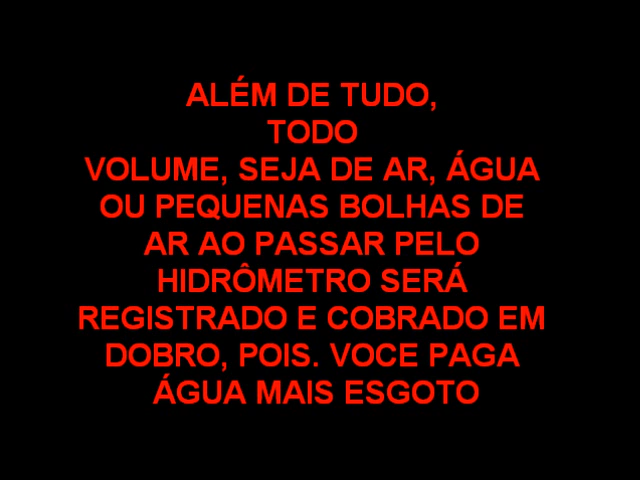 ALÉM DE TUDO,
TODO
VOLUME, SEJA DE AR, ÁGUA
OU PEQUENAS BOLHAS DE
AR AO PASSAR PELO
HIDRÔMETRO SERÁ
REGISTRADO E COBRADO EM
DOBRO, POIS. VOCE PAGA
ÁGUA MAIS ESGOTO